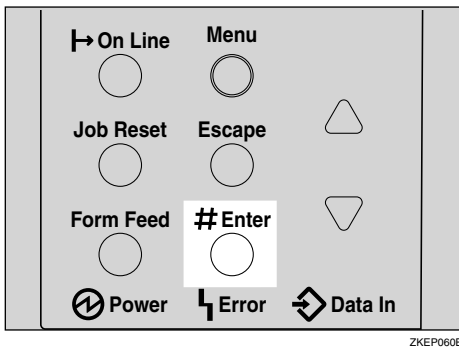 On Line Menu
Job Reset Escape
Form Feed # Enter
Power Error Data In
ZKEP060E